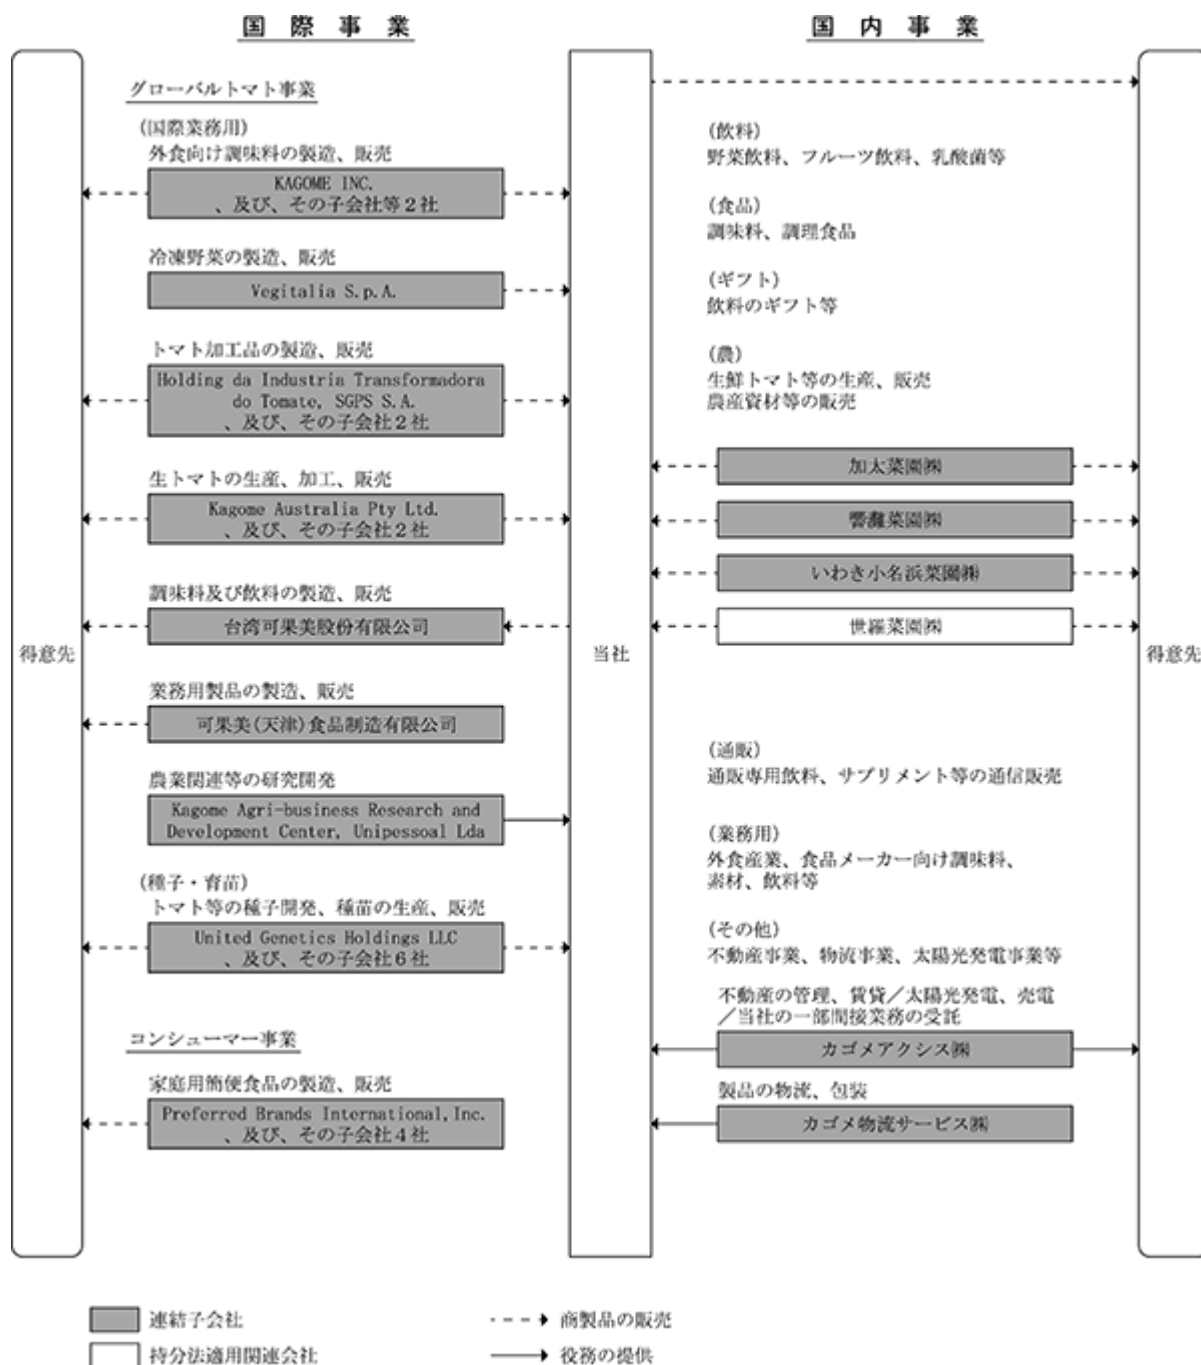 国際事業
国内事業
得意先
グローバルトマト事業
(国際業務用)
外食向け調味料の製造、販売
KAGOME INC.
、及び、その子会社等2社
冷凍野菜の製造、販売
Vegitalia S.p.A.
トマト加工品の製造、販売
Holding da Industria Transformadora
do Tomate, SGPS S.A.
、及び、その子会社2社
生トマトの生産、加工、販売
Kagome Australia Pty Ltd.
、及び、その子会社2社
調味料及び飲料の製造、販売
台湾可果美股份有限公司
業務用製品の製造、販売
可果美(天津)食品制造有限公司
農業関連等の研究開発
Kagome Agri-business Research and
Development Center, Unipessoal Lda
(種子・育苗)
トマト等の種子開発、種苗の生産、販売
United Genetics Holdings LLC
、及び、その子会社6社
コンシューマー事業
家庭用簡便食品の製造、販売
Preferred Brands International,Inc.
、及び、その子会社4社
当社
(飲料)
野菜飲料、フルーツ飲料、乳酸菌等
(食品)
調味料、調理食品
(ギフト)
飲料のギフト等
(農)
生鮮トマト等の生産、販売
農産資材等の販売
加太菜園㈱
響灘菜園㈱
いわき小名浜菜園㈱
世羅菜園㈱
(通販)
通販専用飲料、サプリメント等の通信販売
(業務用)
外食産業、食品メーカー向け調味料、
素材、飲料等
(その他)
不動産事業、物流事業、太陽光発電事業等
不動産の管理、賃貸/太陽光発電、売電
/当社の一部間接業務の受託
カゴメアクシス㈱
製品の物流、包装
カゴメ物流サービス㈱
得意先
連結子会社
商製品の販売
持分法適用関連会社
役務の提供